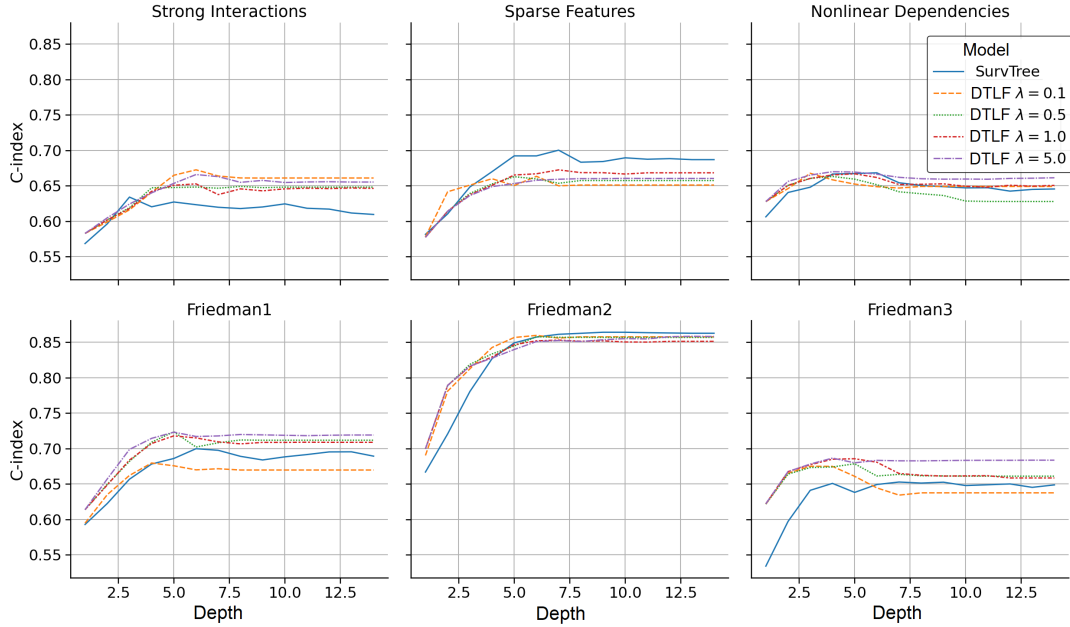 Strong Interactions
Sparse Features
Nonlinear Dependencies
C-index
0.85
0.80
0.75
0.70
0.65
0.60
0.55
Model
SurvTree
DTLF λ = 0.1
DTLF λ = 0.5
DTLF λ = 1.0
DTLF λ = 5.0
Friedman1
Friedman2
Friedman3
C-index
0.85
0.80
0.75
0.70
0.65
0.60
0.55
2.5 5.0 7.5 10.0 12.5
2.5 5.0 7.5 10.0 12.5
2.5 5.0 7.5 10.0 12.5
Depth
Depth
Depth